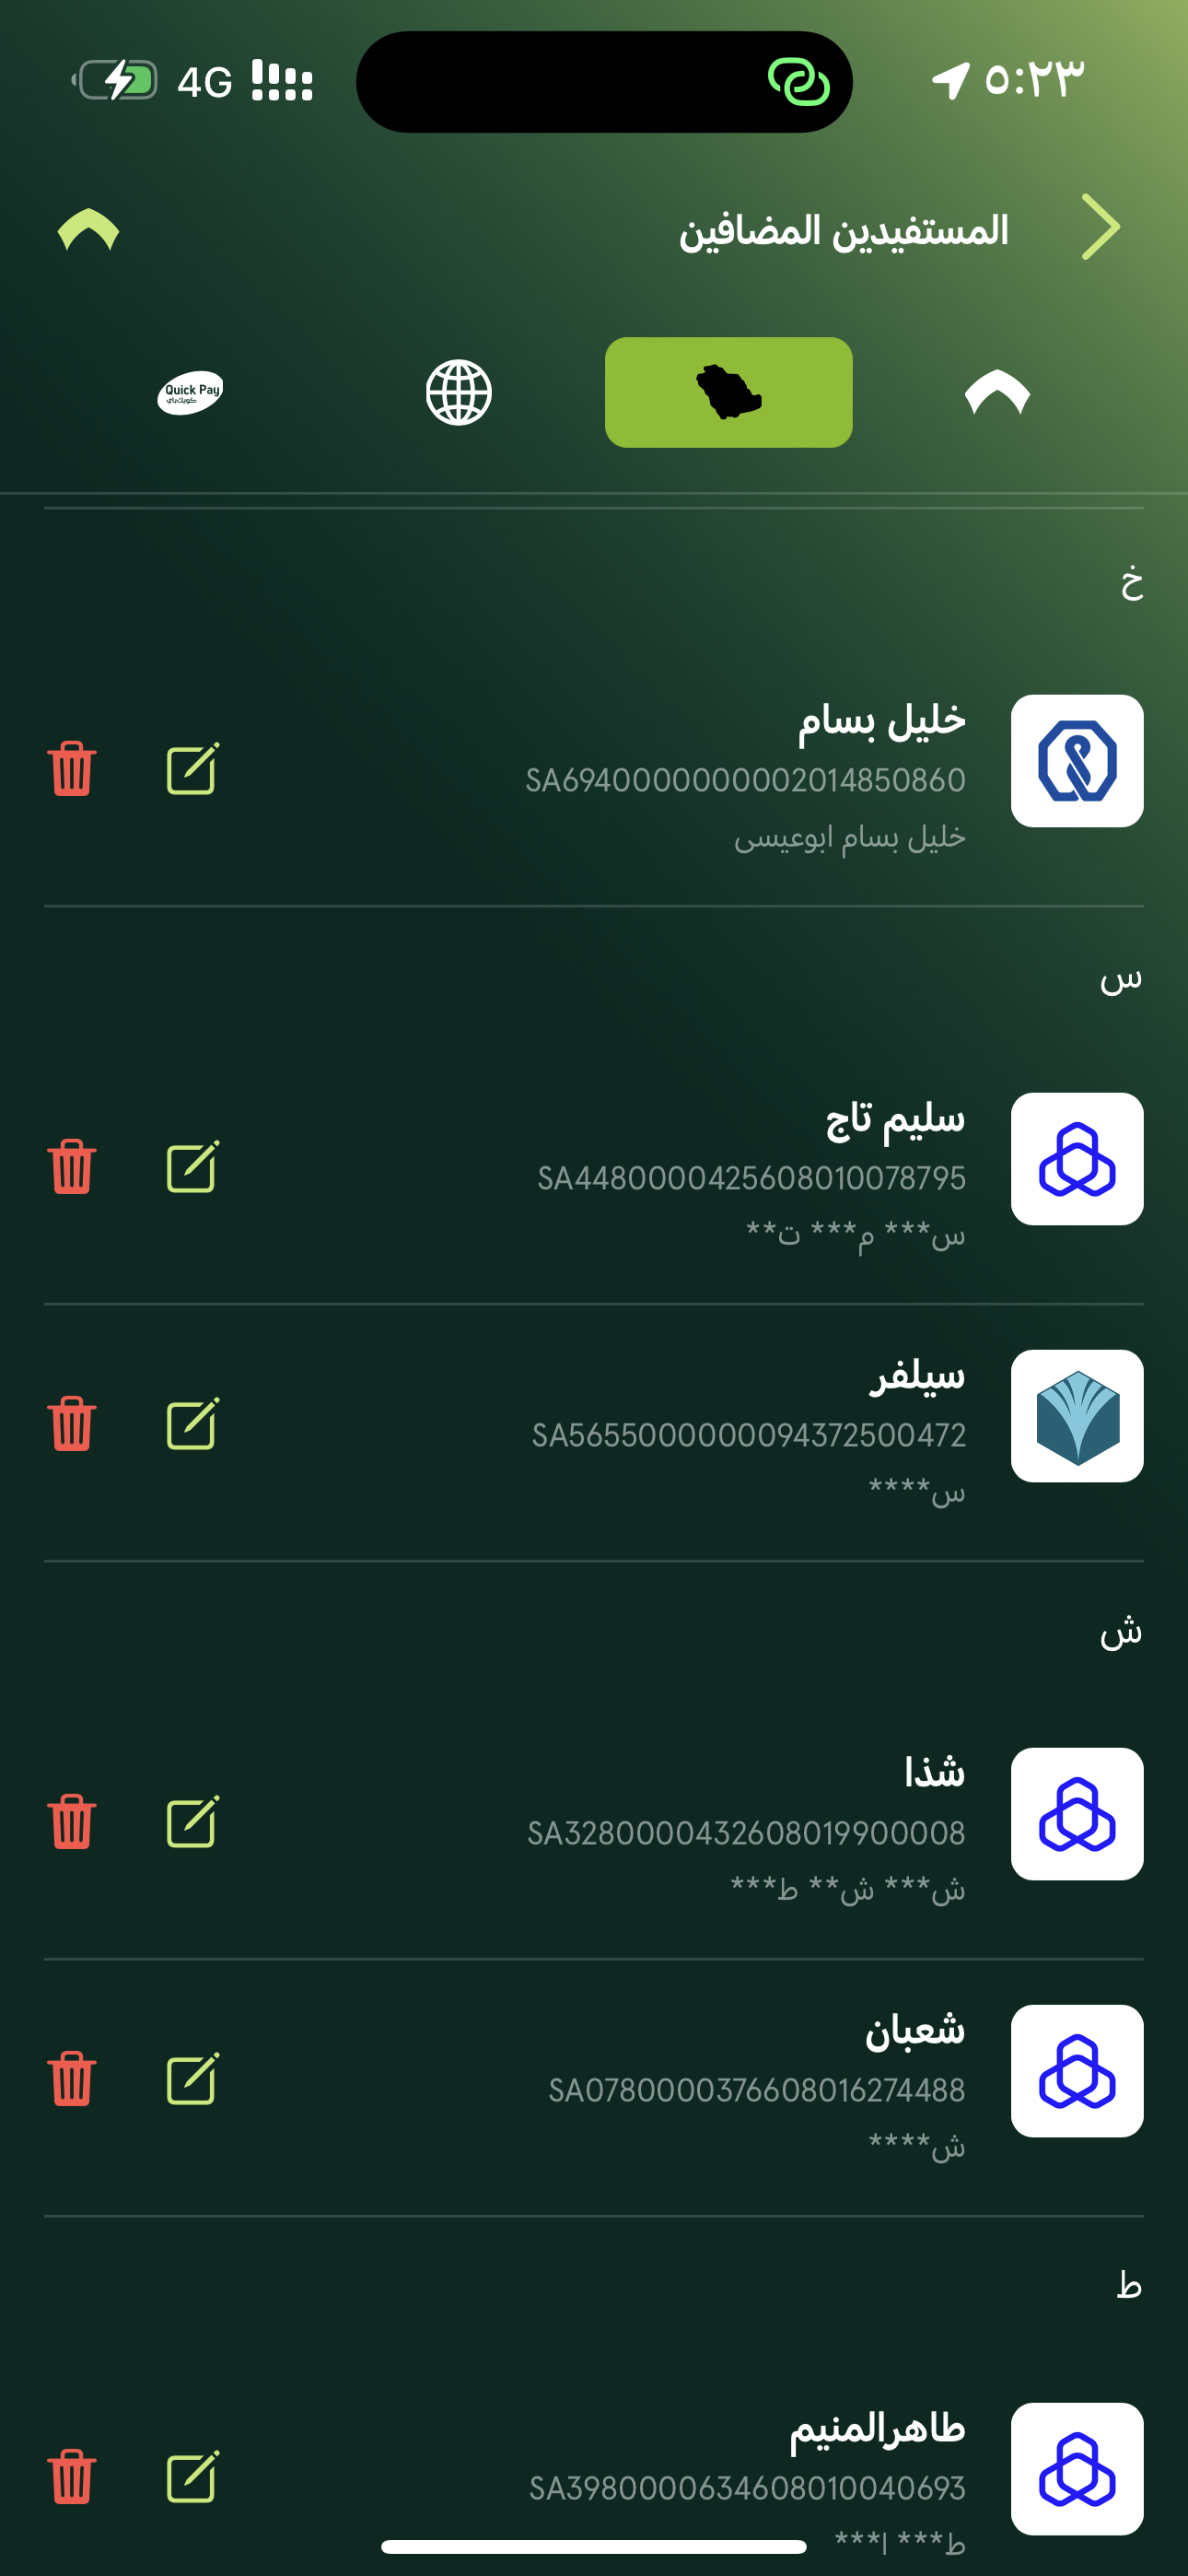 ٥:٢٣
4G
المستفيدين المضافين
Quick Pay
كويك باي
خ
خليل بسام
SA6940000000002014850860
خليل بسام ابوعيسى
س
سليم تاج
SA4480000425608010078795
س*** م*** ت**
سيلفر
SA5655000000094372500472
س****
ش
شذا
SA3280000432608019900008
ش*** ش** ط***
شعبان
SA0780000376608016274488
ش****
ط
طاهرالمنيم
SA3980000634608010040693
ط*** ا***